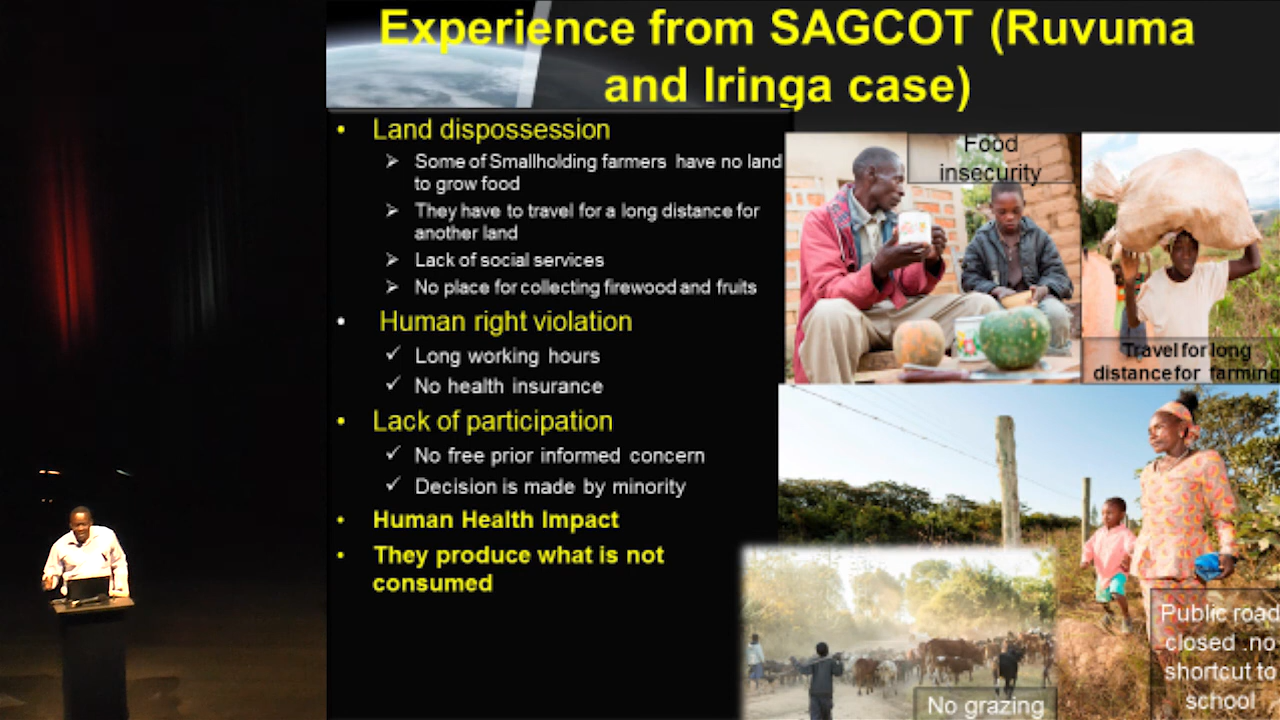 Experience from SAGCOT (Ruvuma
and Iringa case)
• Land dispossession
➢ Some of Smallholding farmers have no land
to grow food
➢ They have to travel for a long distance for
another land
➢ Lack of social services
➢ No place for collecting firewood and fruits
• Human right violation
✓ Long working hours
✓ No health insurance
• Lack of participation
✓ No free prior informed concern
✓ Decision is made by minority
• Human Health Impact
• They produce what is not
consumed
Food
insecurity
Travel for long
distance for farming
Public road
closed .no
shortcut to
school
No grazing